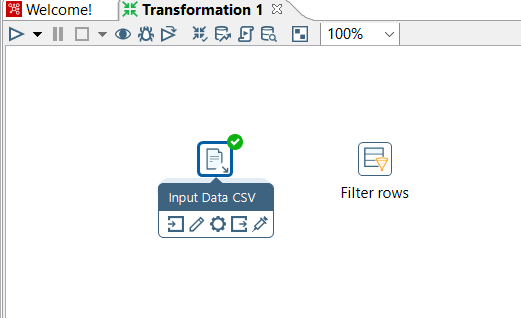 Welcome!
Transformation 1
100%
Input Data CSV
Filter rows